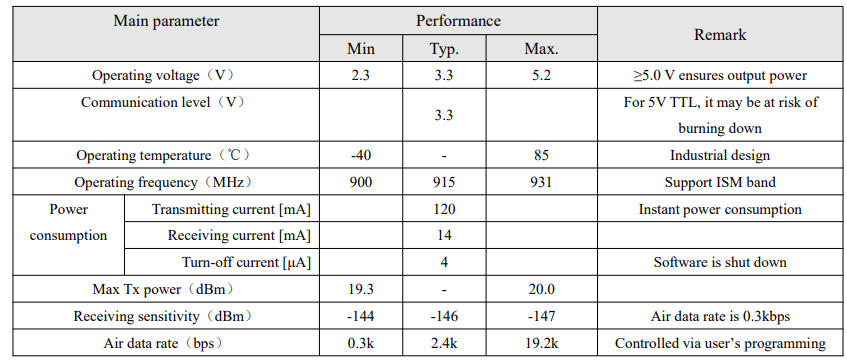 Main parameter Performance Remark
Min Typ. Max.
Operating voltage（V） 2.3 3.3 5.2 ≥5.0 V ensures output power
Communication level（V） 3.3 For 5V TTL, it may be at risk of
burning down
Operating temperature（℃） -40 - 85 Industrial design
Operating frequency（MHz） 900 915 931 Support ISM band
Power
consumption
Transmitting current [mA] 120 Instant power consumption
Receiving current [mA] 14
Turn-off current [μA] 4 Software is shut down
Max Tx power（dBm） 19.3 - 20.0
Receiving sensitivity（dBm） -144 -146 -147 Air data rate is 0.3kbps
Air data rate（bps） 0.3k 2.4k 19.2k Controlled via user’s programming